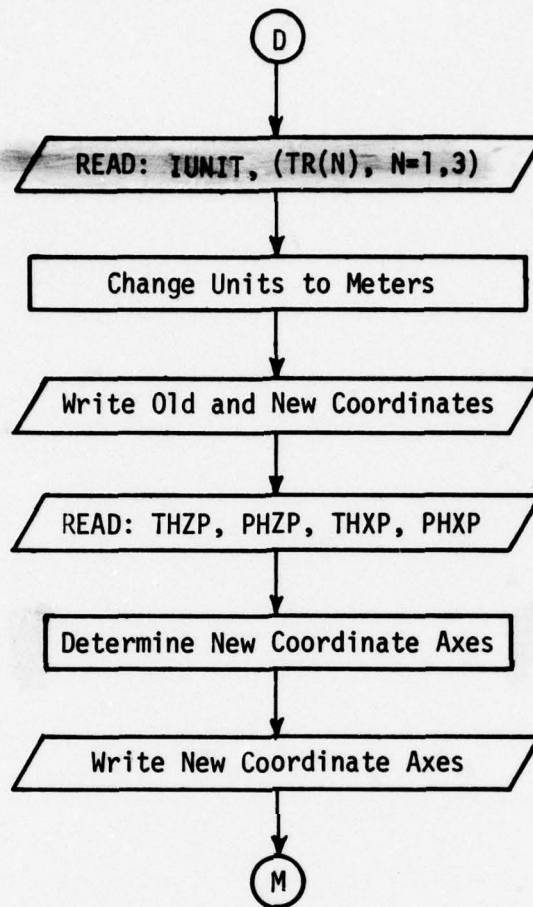 D
READ: IUNIT, (TR(N), N=1,3)
Change Units to Meters
Write Old and New Coordinates
READ: THZP, PHZP, THXP, PHXP
Determine New Coordinate Axes
Write New Coordinate Axes
M